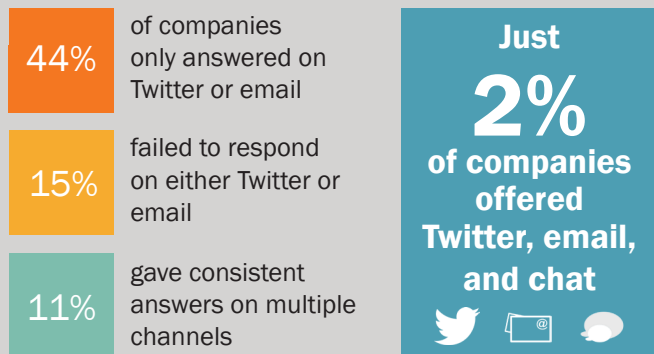 44%
of companies
only answered on
Twitter or email
15%
failed to respond
on either Twitter or
email
11%
gave consistent
answers on multiple
channels
Just
2%
of companies
offered
Twitter, email,
and chat
@